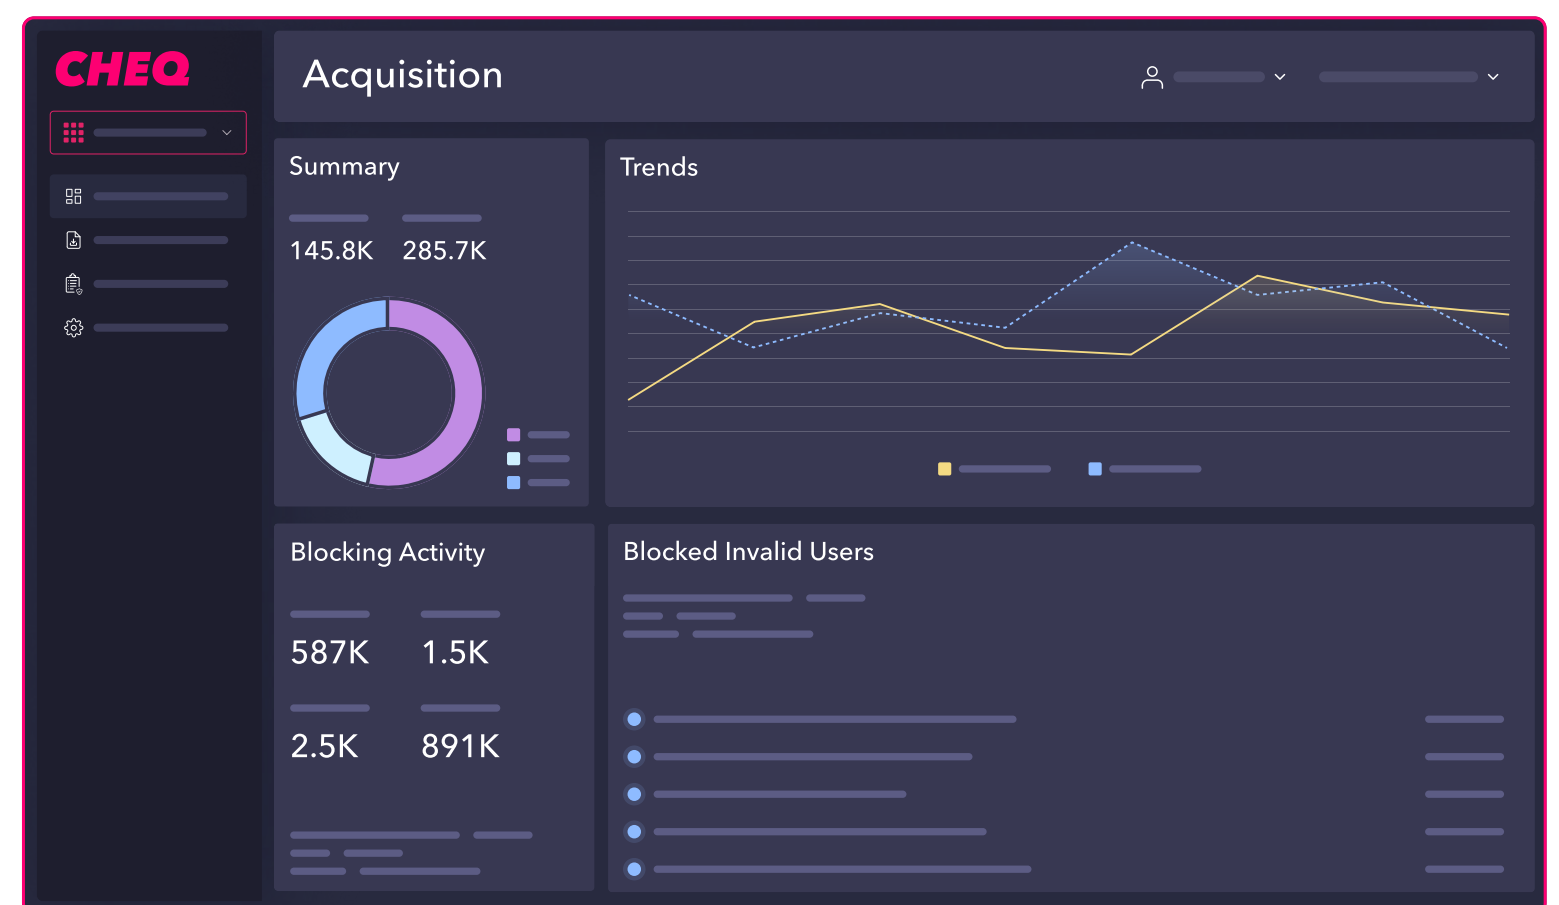 CHEQ
Acquisition
Summary
145.8K 285.7K
Trends
Blocking Activity
587K 1.5K
2.5K 891K
Blocked Invalid Users